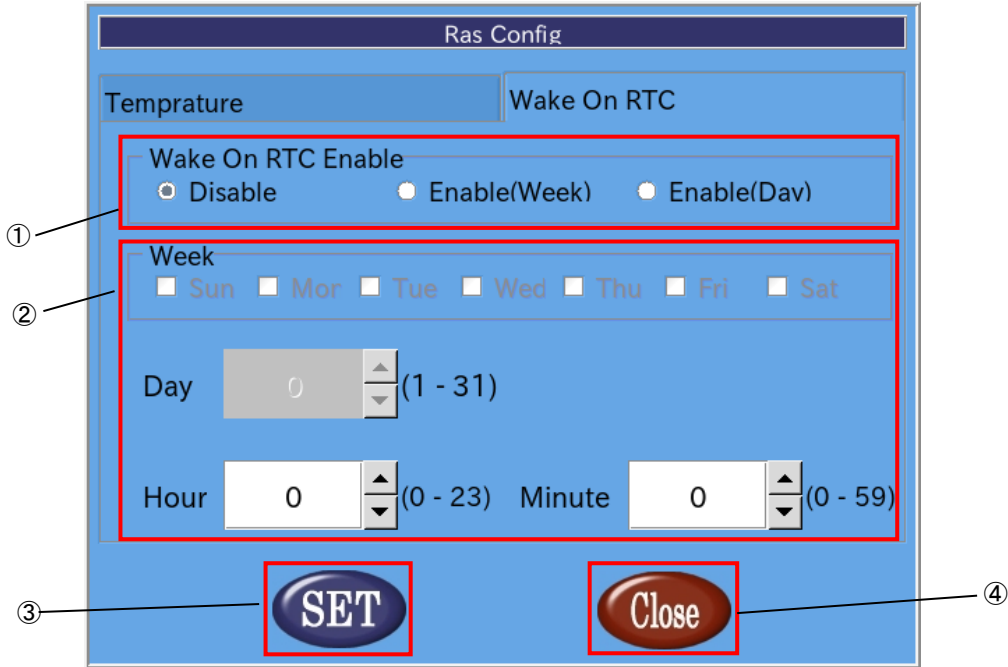 Ras Config
Temprature Wake On RTC
Wake On RTC Enable
Disable Enable(Week) Enable(Day)
①
Week
Sun Mon Tue Wed Thu Fri Sat
②
Day 0 (1 - 31)
Hour 0 (0 - 23) Minute 0 (0 - 59)
③ SET Close ④